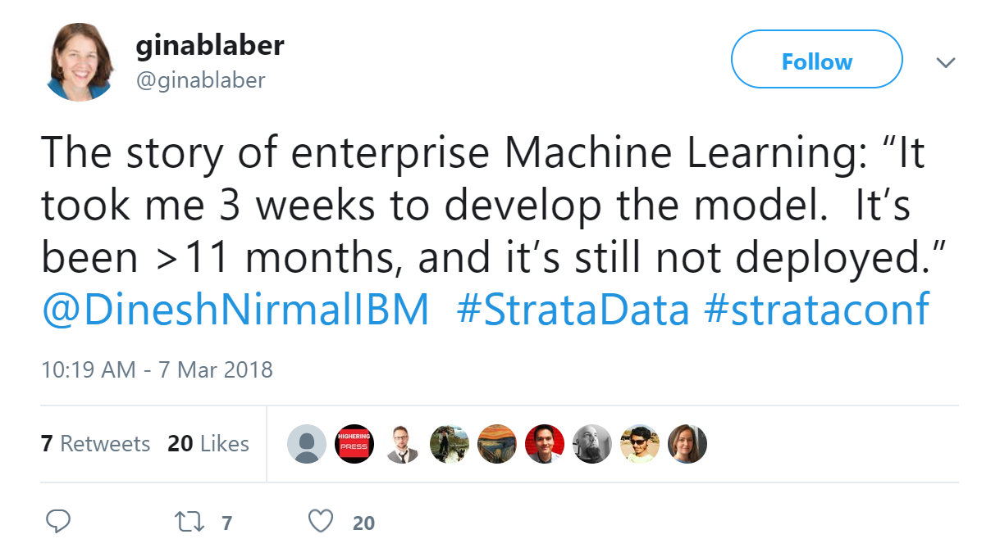 ginablaber
@ginablaber
Follow
The story of enterprise Machine Learning: “It
took me 3 weeks to develop the model.  It’s
been >11 months, and it’s still not deployed.”
@DineshNirmalIBM  #StrataData #strataconf
10:19 AM - 7 Mar 2018
7 Retweets 20 Likes
HIGHERING
PRESS
7 20